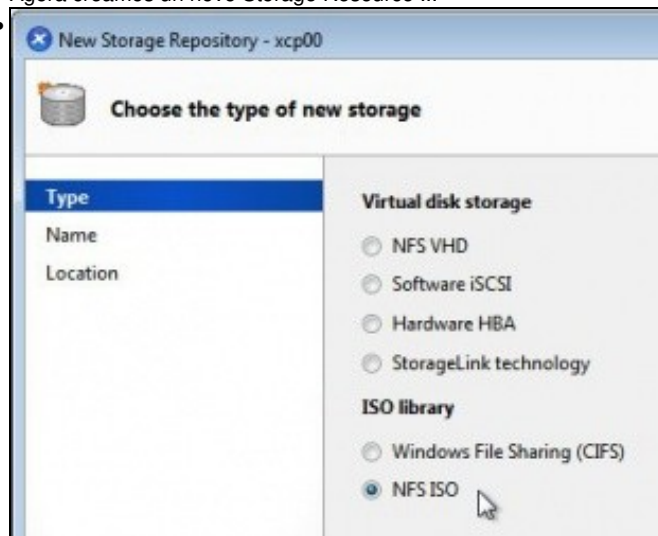 Agora creamos un novo Storage Resource ...
New Storage Repository - xcp00
Choose the type of new storage
Type
Name
Location
Virtual disk storage
NFS VHD
Software iSCSI
Hardware HBA
StorageLink technology
ISO library
Windows File Sharing (CIFS)
NFS ISO